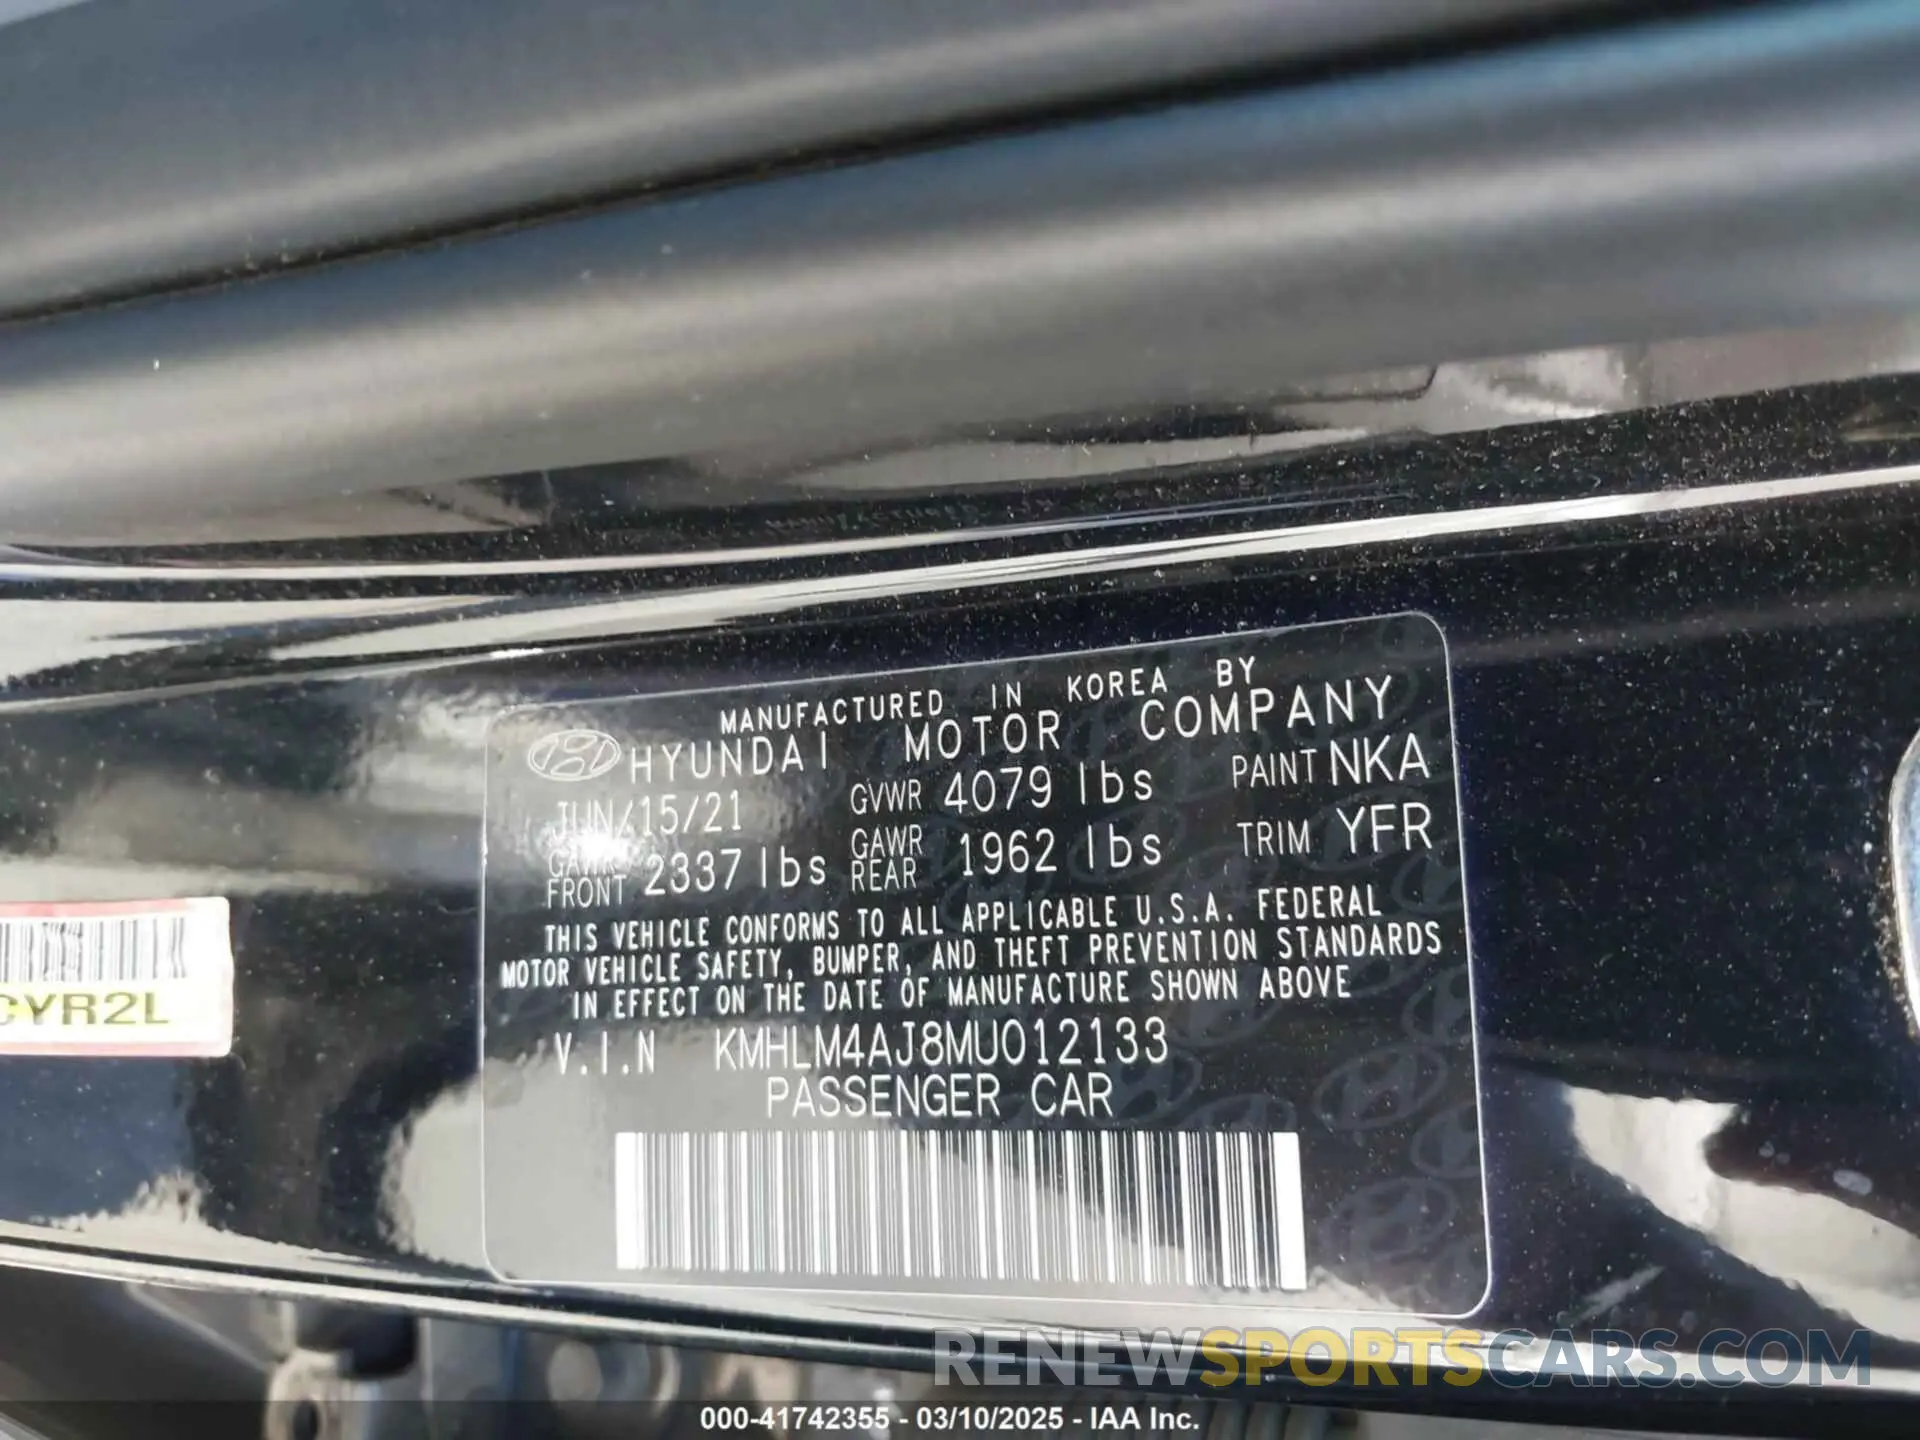 MANUFACTURED IN KOREA BY
HYUNDAI MOTOR COMPANY
JUN/15/21 GVWR 4079 lbs PAINT NKA
GAWR FRONT 2337 lbs GAWR REAR 1962 lbs TRIM YFR
THIS VEHICLE CONFORMS TO ALL APPLICABLE U.S.A. FEDERAL
MOTOR VEHICLE SAFETY, BUMPER, AND THEFT PREVENTION STANDARDS
IN EFFECT ON THE DATE OF MANUFACTURE SHOWN ABOVE
V.I.N KMHLM4AJ8MU012133
PASSENGER CAR
CYR2L
RENEWSPORTSCARS.COM
000-41742355 - 03/10/2025 - IAA Inc.